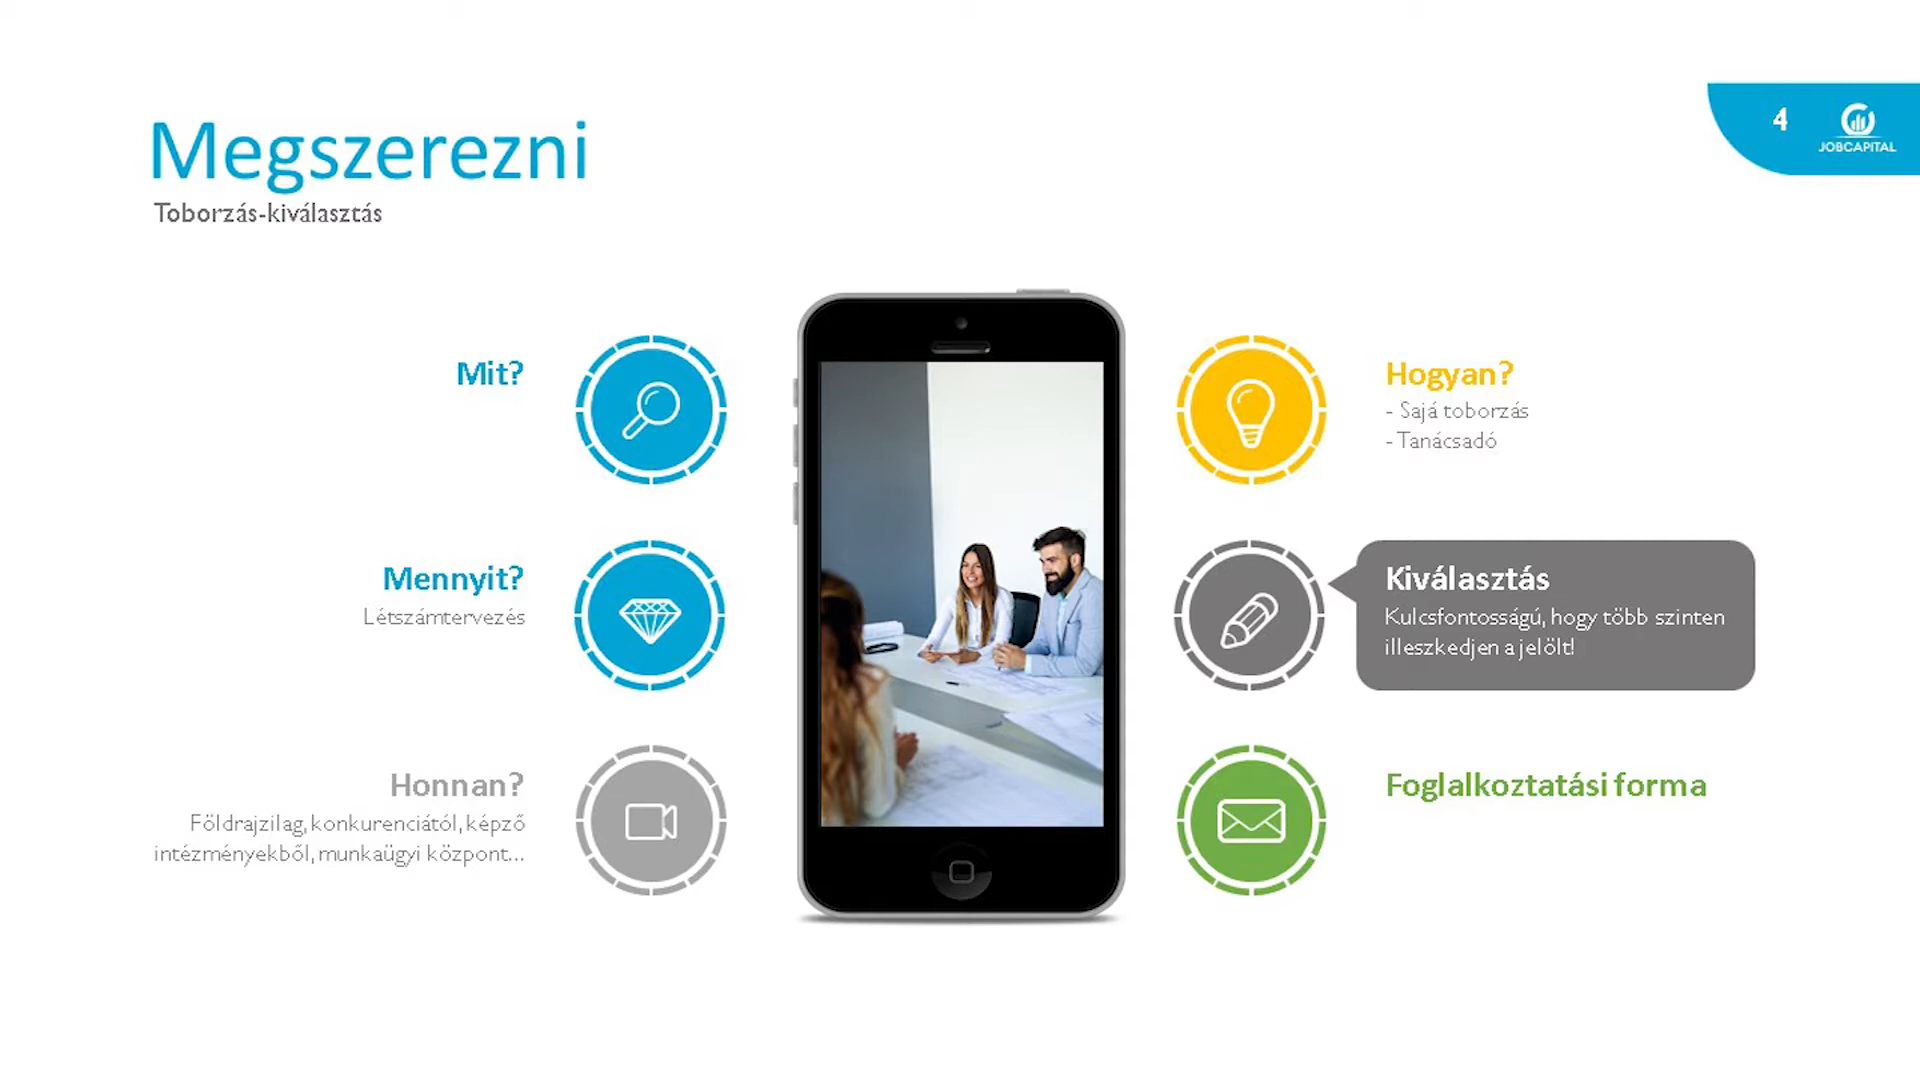 Megszerezni
Toborzás-kiválasztás
4
JOBCAPITAL
Mit?
Mennyit?
Létszámtervezés
Honnan?
Földrajzilag, konkurenciától, képző
intézményekből, munkaügyi központ...
Hogyan?
- Sajá toborzás
- Tanácsadó
Kiválasztás
Kulcsfontosságú, hogy több szinten
illeszkedjen a jelölt!
Foglalkoztatási forma